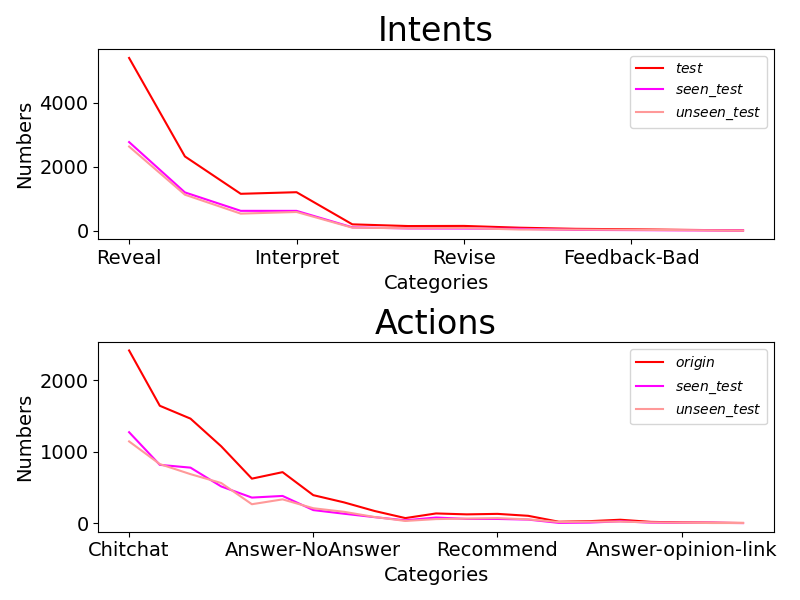 Intents
Numbers
4000
2000
0
test
seen_test
unseen_test
Reveal
Interpret
Revise
Feedback-Bad
Categories
Actions
Numbers
2000
1000
0
origin
seen_test
unseen_test
Chitchat
Answer-NoAnswer
Recommend
Answer-opinion-link
Categories